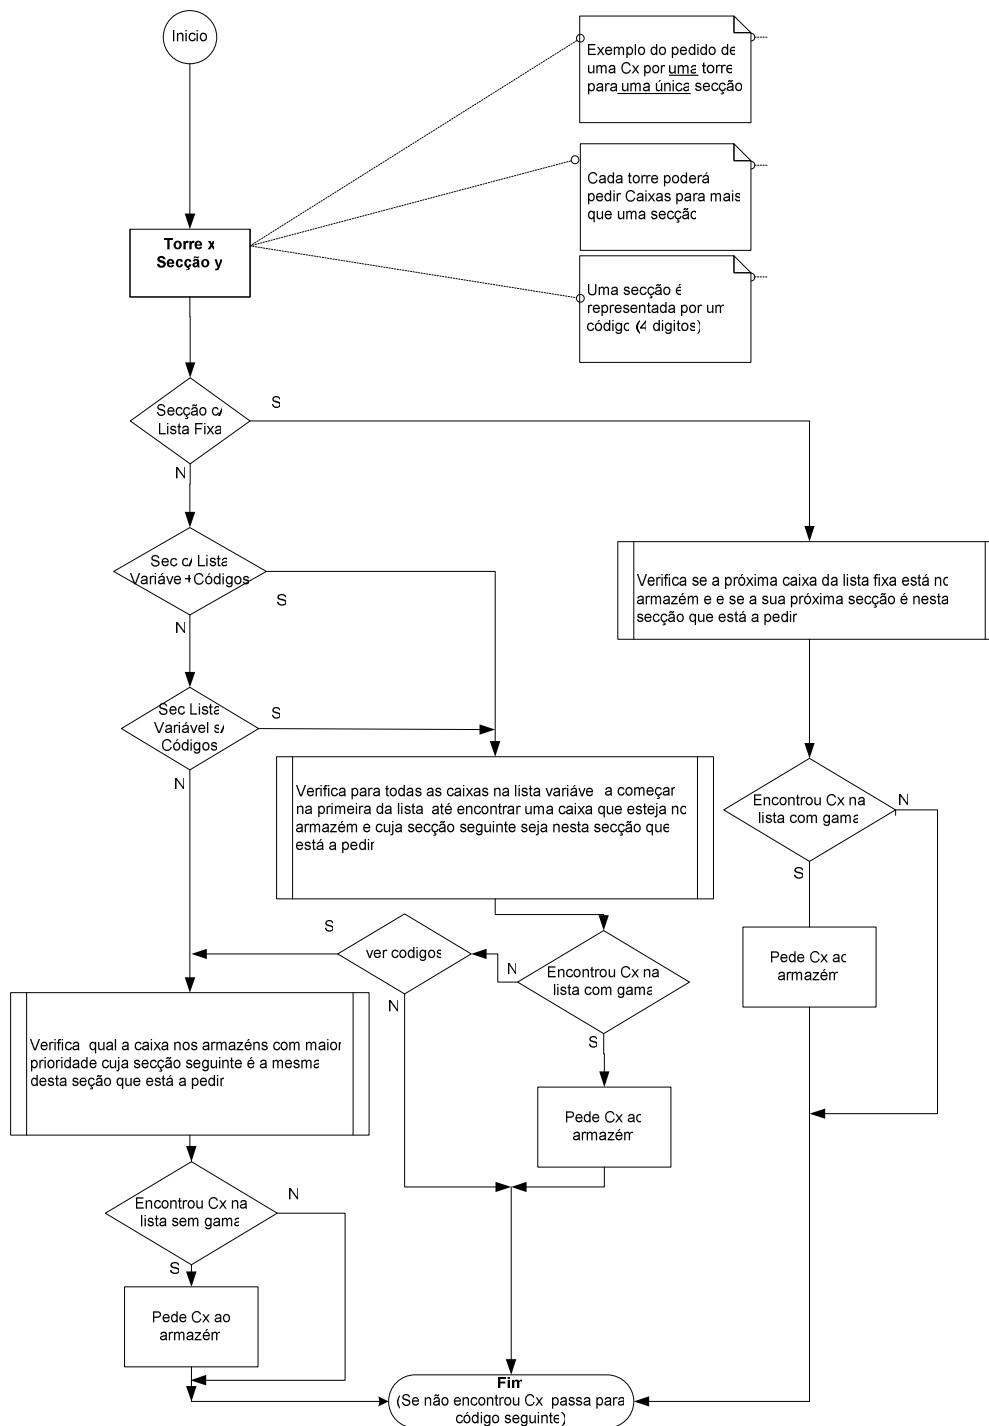 Inicio
Exemplo do pedido de
uma Cx por uma torre
para uma única secção
Cada torre poderá
pedir Caixas para mais
que uma secção
Torre x
Secção y
Uma secção é
representada por um
código (4 digitos)
Secção c/
Lista Fixa
S
N
Sec c/ Lista
Variáve +Códigos
S
N
Verifica se a próxima caixa da lista fixa está no
armazém e e se a sua próxima secção é nesta
secção que está a pedir
Sec Lista
Variável s/
Códigos
S
N
Verifica para todas as caixas na lista variáve a começar
na primeira da lista até encontrar uma caixa que esteja no
armazém e cuja secção seguinte seja nesta secção que
está a pedir
Encontrou Cx na
lista com gama
N
S
S
ver codigos
N
N
Encontrou Cx na
lista com gama
S
Pede Cx ao
armazém
Verifica qual a caixa nos armazéns com maior
prioridade cuja secção seguinte é a mesma
desta seção que está a pedir
Pede Cx ao
armazém
Encontrou Cx na
lista sem gama
N
S
Pede Cx ao
armazém
Fim
(Se não encontrou Cx passa para
código seguinte)